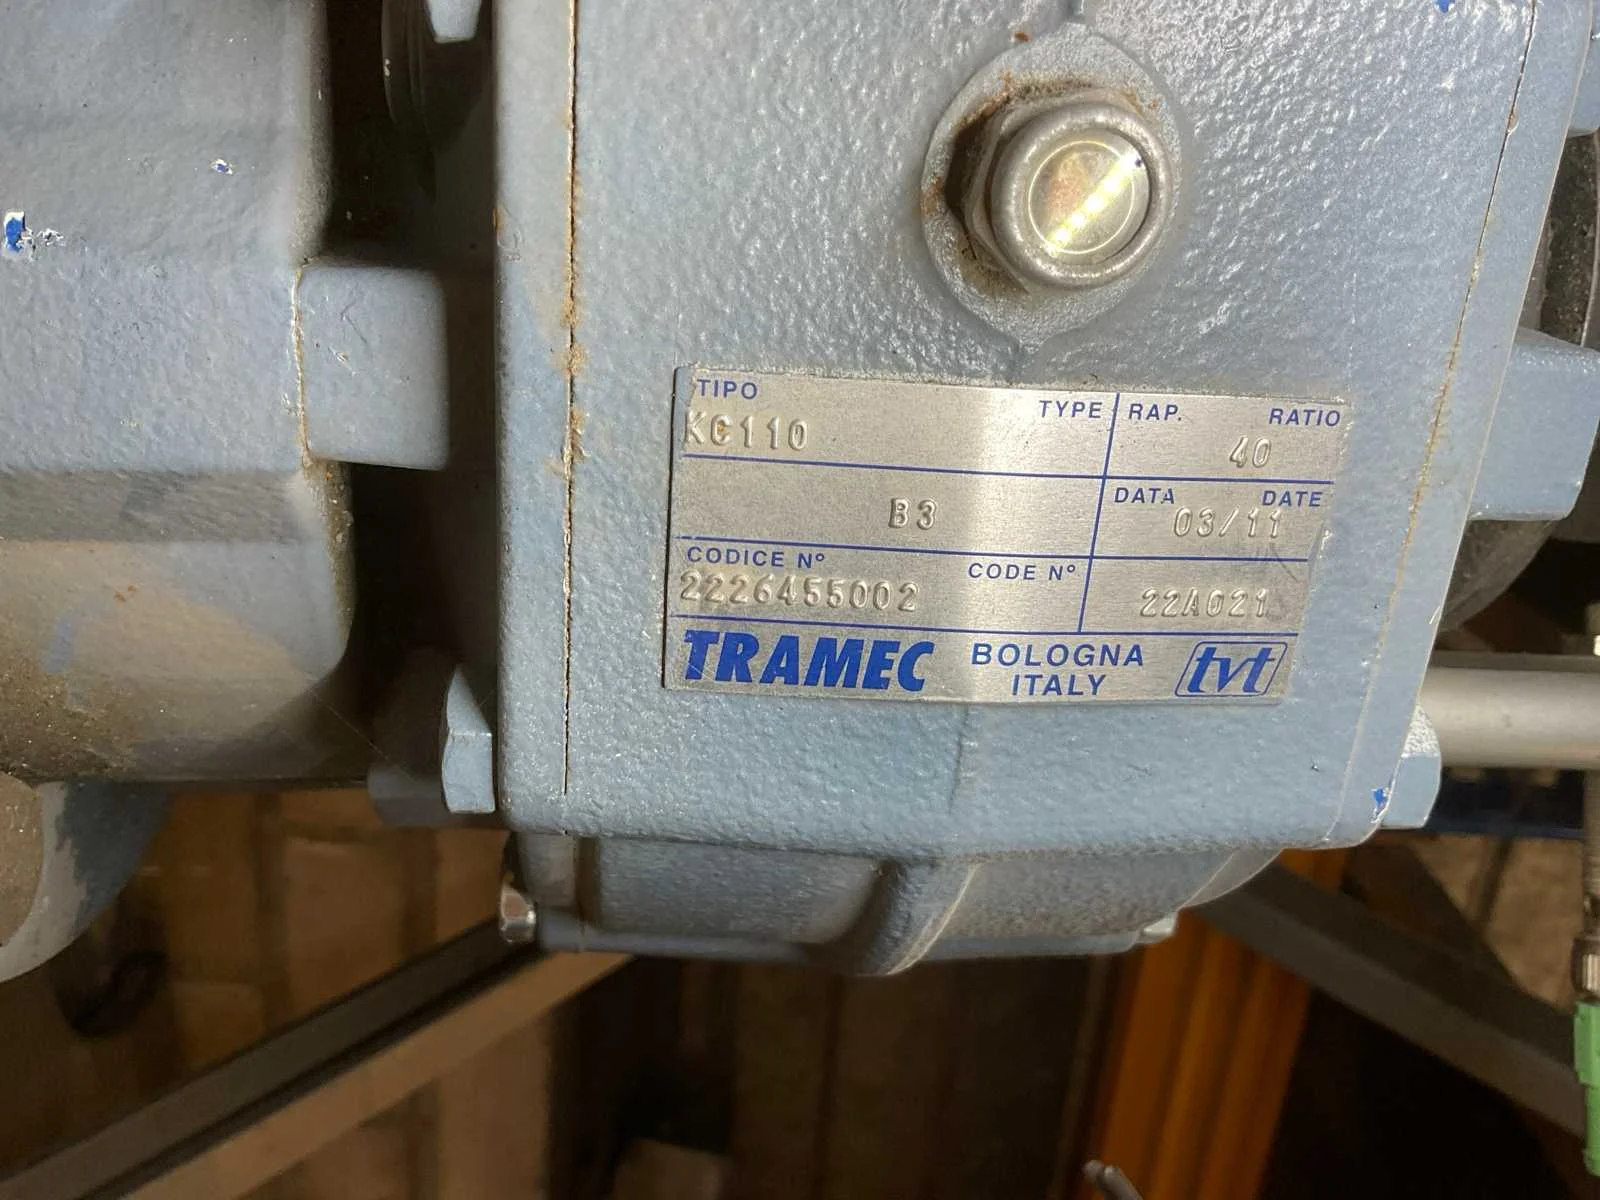 TIPO TYPE
KC110
RAP. RATIO
40
B3
DATA DATE
03/11
CODICE N° CODE N°
2226455002
22A021
TRAMEC BOLOGNA ITALY tvt